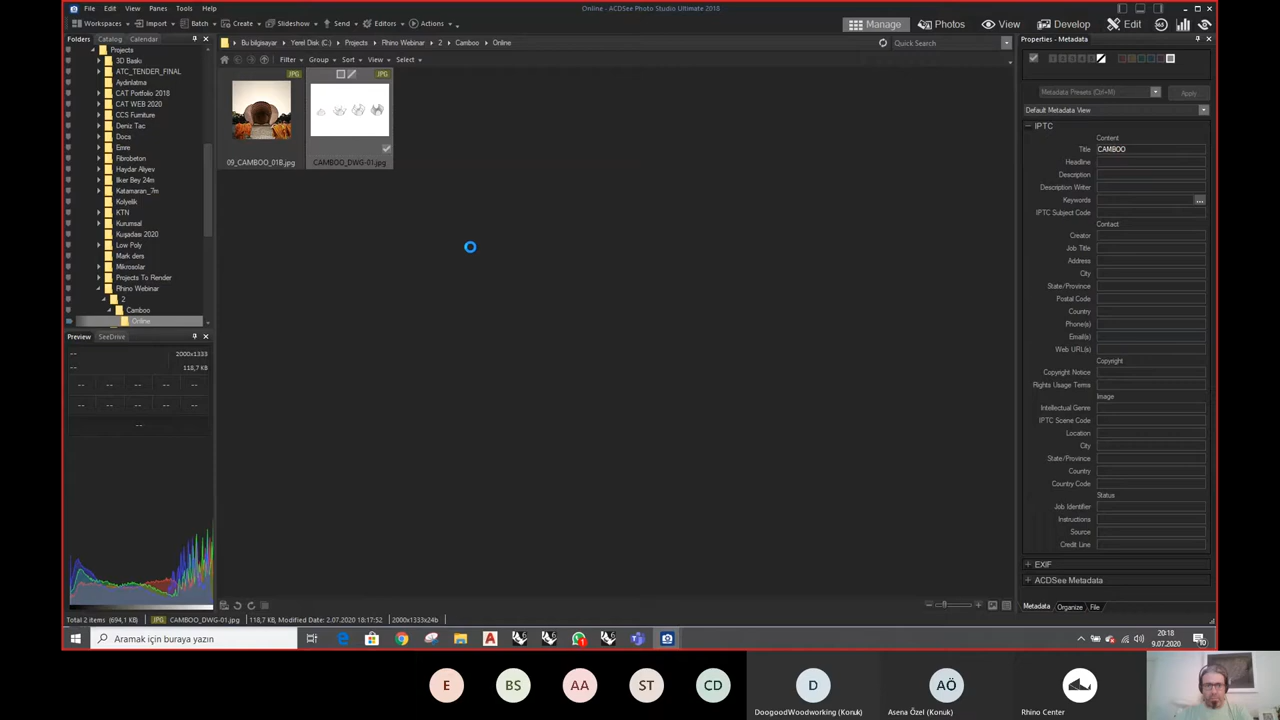 Online - ACDSee Photo Studio Ultimate 2018
File Edit View Panes Tools Help
Workspaces Import Batch Create Slideshow Send Editors Actions
Manage Photos View Develop Edit 365
Folders Catalog Calendar
Bu bilgisayar Yerel Disk (C:) Projects Rhino Webinar 2 Camboo Online
Quick Search
Filter Group Sort View Select
Projects
3D Baskı
ATC_TENDER_FINAL
Aydinlatma
CAT Portfolio 2018
CAT WEB 2020
CCS Furniture
Deniz Tac
Docs
Emre
Fibrobeton
Haydar Aliyev
Ilker Bey 24m
Katamaran_7m
Kolyelik
KTN
Kurumsal
Kuşadası 2020
Low Poly
Mark ders
Mikrosolar
Projects To Render
Rhino Webinar
2
Camboo
Online
JPG
JPG
09_CAMBOO_01B.jpg
CAMBOO_DWG-01.jpg
Preview SeeDrive
-- 2000x1333
-- 118,7 KB
-- -- -- -- --
-- -- -- -- --
--
Properties - Metadata
Metadata Presets (Ctrl+M) Apply
Default Metadata View
IPTC
Content
Title CAMBOO
Headline
Description
Description Writer
Keywords ...
IPTC Subject Code
Contact
Creator
Job Title
Address
City
State/Province
Postal Code
Country
Phone(s)
Email(s)
Web URL(s)
Copyright
Copyright Notice
Rights Usage Terms
Image
Intellectual Genre
IPTC Scene Code
Location
City
State/Province
Country
Country Code
Status
Job Identifier
Instructions
Source
Credit Line
EXIF
ACDSee Metadata
Metadata Organize File
Total 2 items (694,1 KB) JPG CAMBOO_DWG-01.jpg 118,7 KB, Modified Date: 2.07.2020 18:17:52 2000x1333x24b
Aramak için buraya yazın
20:18
9.07.2020
E BS AA ST CD D AÖ
DoogoodWoodworking (Konuk) Asena Özel (Konuk) Rhino Center